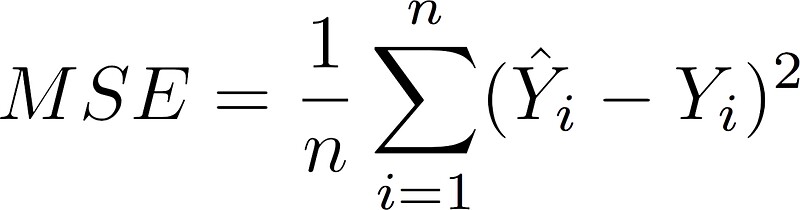 MSE = \frac{1}{n} \sum_{i=1}^{n} (\hat{Y}_i - Y_i)^2